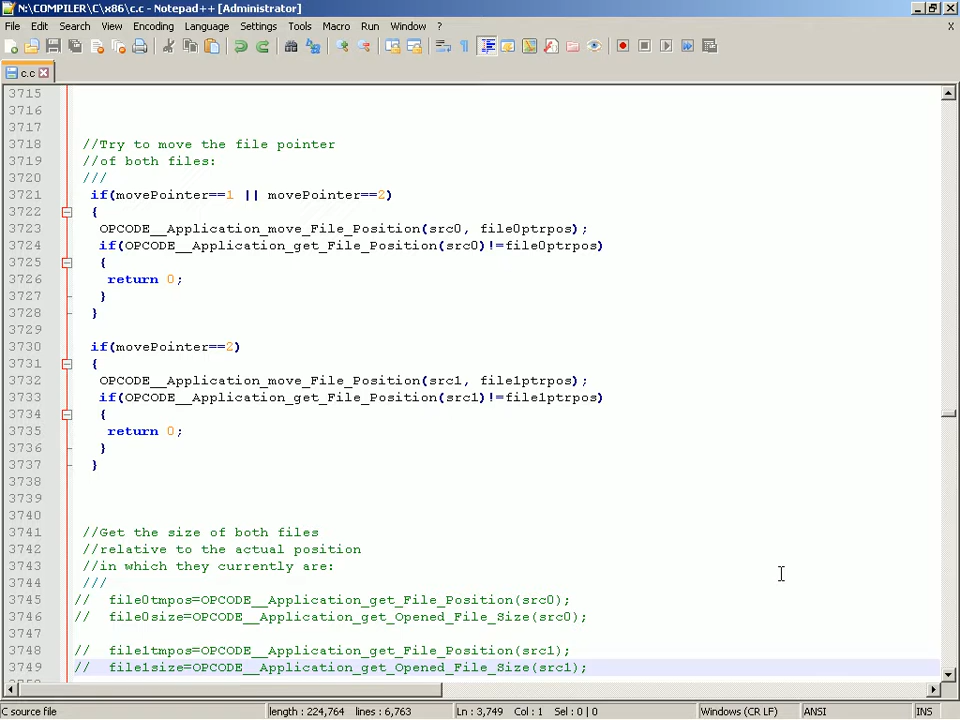 N:\COMPILER\C\x86\c.c - Notepad++ [Administrator]
File Edit Search View Encoding Language Settings Tools Macro Run Window ? X
c.c
3715
3716
3717
3718 //Try to move the file pointer
3719 //of both files:
3720 ///
3721 if(movePointer==1 || movePointer==2)
3722 {
3723 OPCODE__Application_move_File_Position(src0, file0ptrpos);
3724 if(OPCODE__Application_get_File_Position(src0)!=file0ptrpos)
3725 {
3726 return 0;
3727 }
3728 }
3729
3730 if(movePointer==2)
3731 {
3732 OPCODE__Application_move_File_Position(src1, file1ptrpos);
3733 if(OPCODE__Application_get_File_Position(src1)!=file1ptrpos)
3734 {
3735 return 0;
3736 }
3737 }
3738
3739
3740
3741 //Get the size of both files
3742 //relative to the actual position
3743 //in which they currently are:
3744 ///
3745 // file0tmpos=OPCODE__Application_get_File_Position(src0);
3746 // file0size=OPCODE__Application_get_Opened_File_Size(src0);
3747
3748 // file1tmpos=OPCODE__Application_get_File_Position(src1);
3749 // file1size=OPCODE__Application_get_Opened_File_Size(src1);
C source file length : 224,764 lines : 6,763 Ln : 3,749 Col : 1 Sel : 0 | 0 Windows (CR LF) ANSI INS